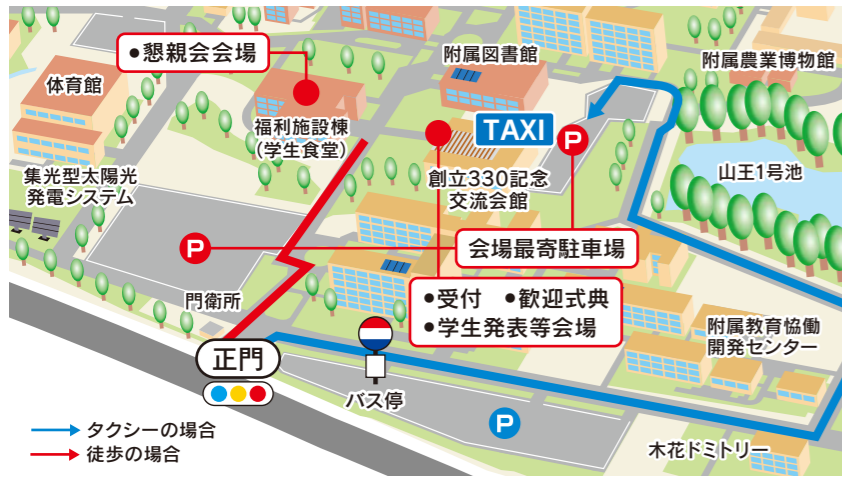 ●懇親会会場
附属図書館
附属農業博物館
体育館
TAXI
P
福利施設棟
(学生食堂)
山王1号池
集光型太陽光
発電システム
創立330記念
交流会館
P
会場最寄駐車場
門衛所
●受付 ●歓迎式典
●学生発表等会場
附属教育協働
開発センター
正門
バス停
P
タクシーの場合
徒歩の場合
木花ドミトリー